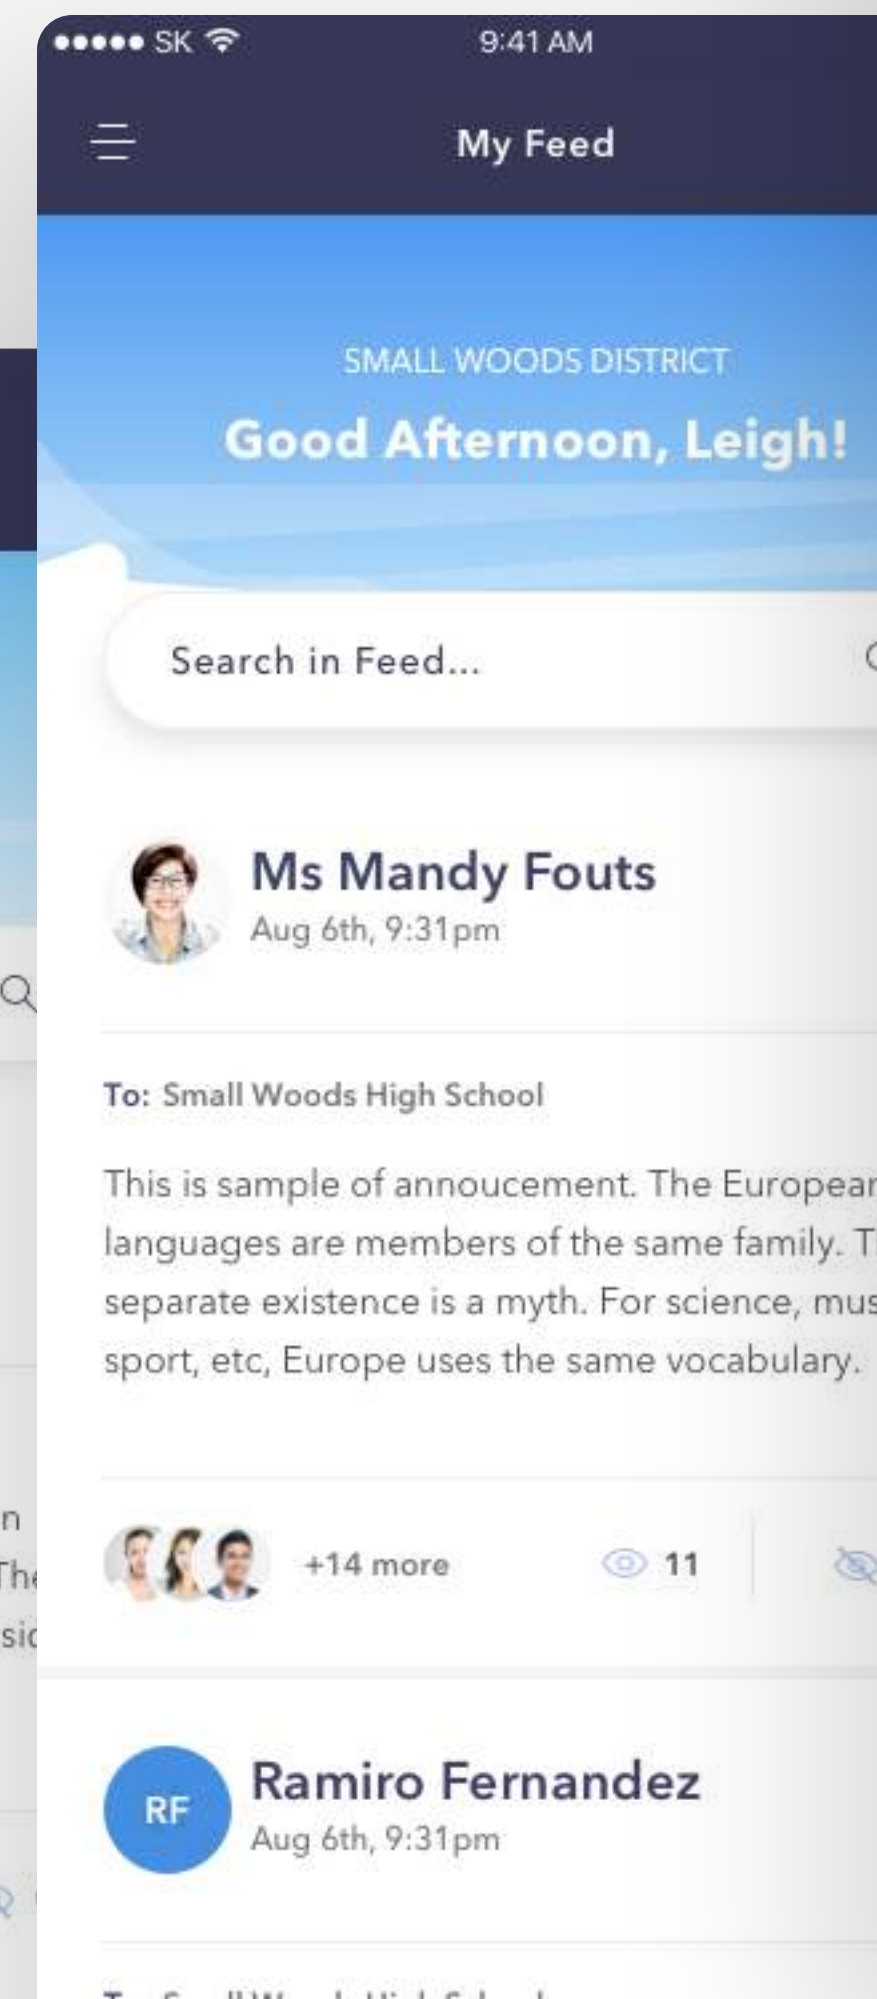 SK 9:41 AM
My Feed
SMALL WOODS DISTRICT
Good Afternoon, Leigh!
Search in Feed...
Ms Mandy Fouts
Aug 6th, 9:31pm
To: Small Woods High School
This is sample of annoucement. The European
languages are members of the same family.
separate existence is a myth. For science,
sport, etc, Europe uses the same vocabulary.
+14 more 11
RF
Ramiro Fernandez
Aug 6th, 9:31pm